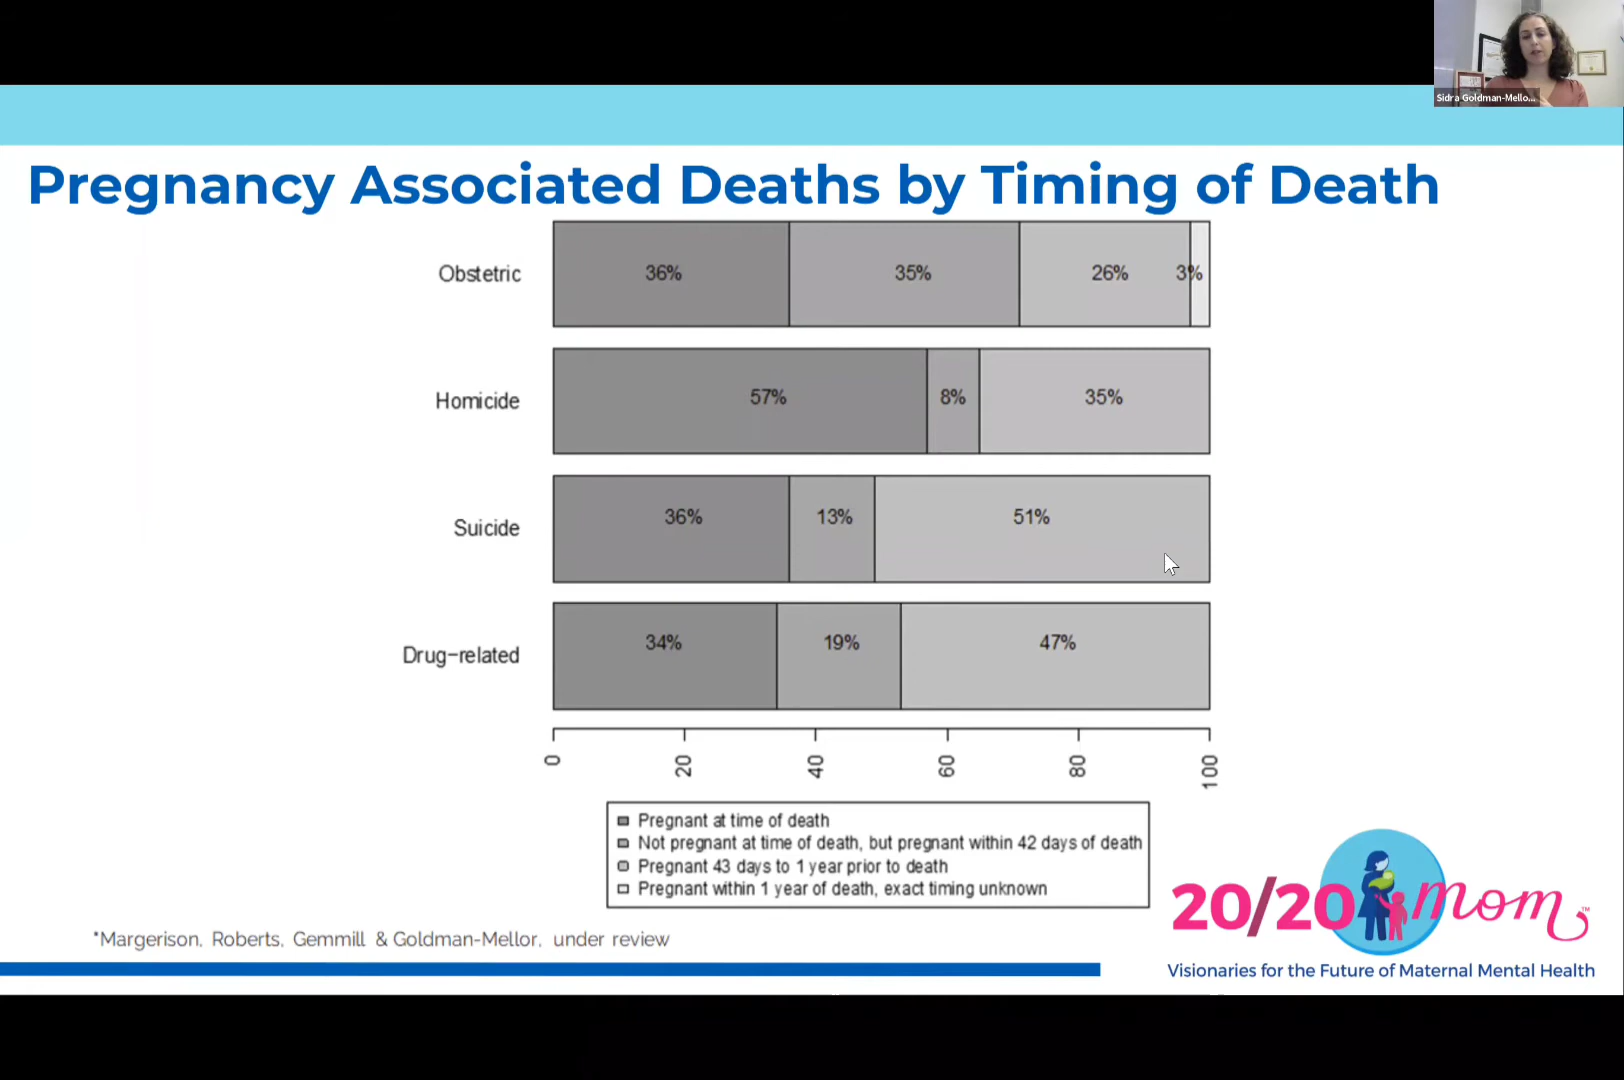 Sidra Goldman-Mello...
Pregnancy Associated Deaths by Timing of Death
Obstetric 36% 35% 26% 3%
Homicide 57% 8% 35%
Suicide 36% 13% 51%
Drug-related 34% 19% 47%
0 20 40 60 80 100
Pregnant at time of death
Not pregnant at time of death, but pregnant within 42 days of death
Pregnant 43 days to 1 year prior to death
Pregnant within 1 year of death, exact timing unknown
20/20 mom ™
*Margerison, Roberts, Gemmill & Goldman-Mellor, under review
Visionaries for the Future of Maternal Mental Health